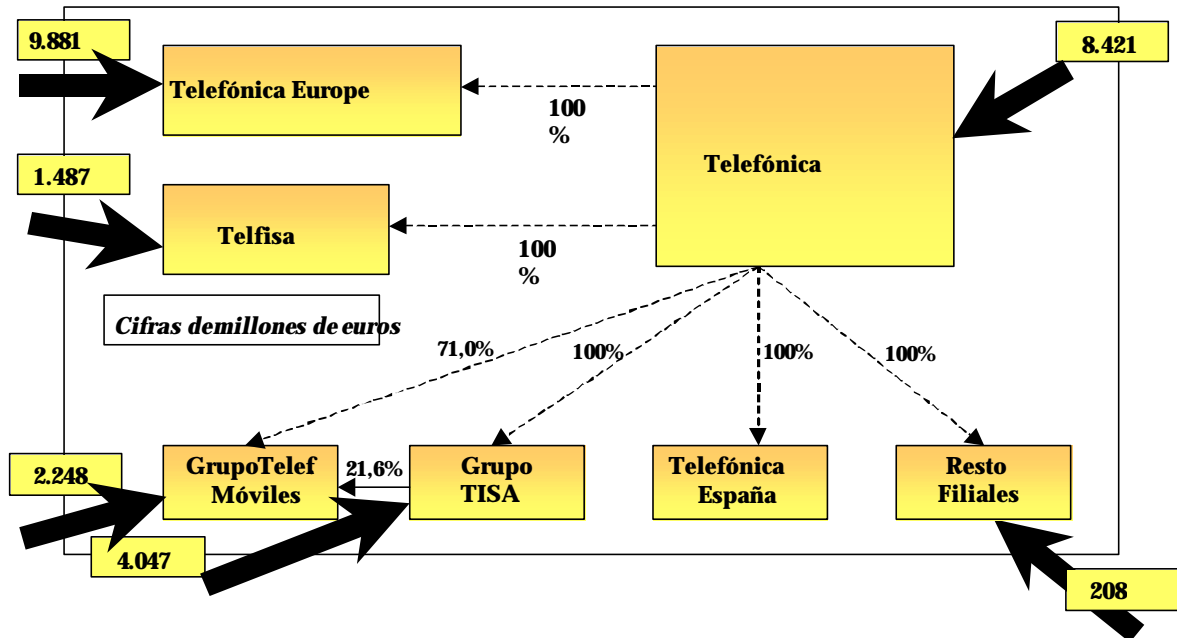 9.881
8.421
Telefónica Europe
100
%
Telefónica
1.487
Telfisa
100
%
Cifras demillones de euros
71,0%
100%
100%
100%
2.248
GrupoTelef
Móviles
21,6%
Grupo
TISA
Telefónica
España
Resto
Filiales
4.047
208